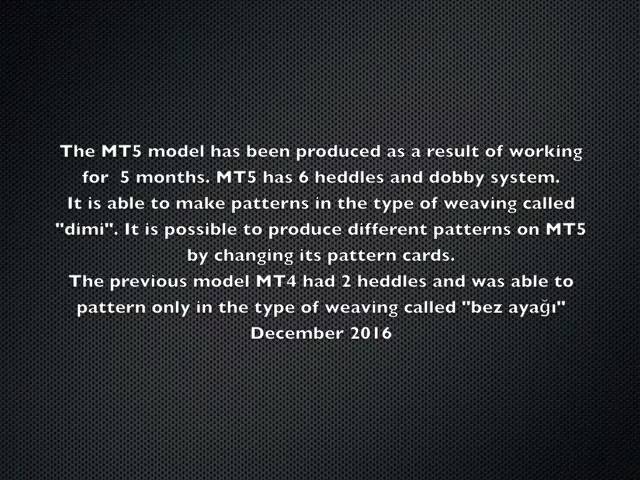 The MT5 model has been produced as a result of working
for 5 months. MT5 has 6 heddles and dobby system.
It is able to make patterns in the type of weaving called
"dimi". It is possible to produce different patterns on MT5
by changing its pattern cards.
The previous model MT4 had 2 heddles and was able to
pattern only in the type of weaving called "bez ayağı"
December 2016